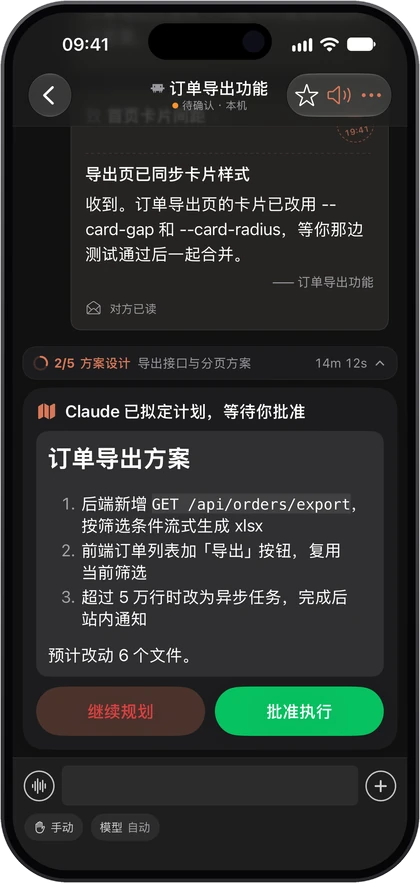 09:41
订单导出功能
待确认 · 本机
首页卡片间距
19:41
导出页已同步卡片样式
收到。订单导出页的卡片已改用 --
card-gap 和 --card-radius，等你那边
测试通过后一起合并。
—— 订单导出功能
对方已读
2/5 方案设计 导出接口与分页方案 14m 12s
Claude 已拟定计划，等待你批准
订单导出方案
1. 后端新增 GET /api/orders/export，
按筛选条件流式生成 xlsx
2. 前端订单列表加「导出」按钮，复用
当前筛选
3. 超过 5 万行时改为异步任务，完成后
站内通知
预计改动 6 个文件。
继续规划 批准执行
手动 模型 自动